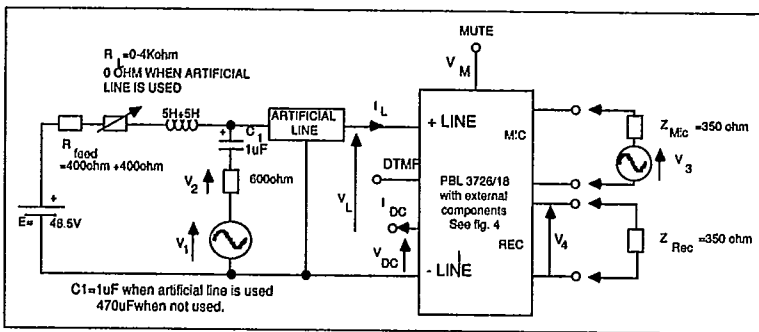 MUTE
R L =0-4Kohm
0 OHM WHEN ARTIFICIAL
LINE IS USED
V M
5H+5H
ARTIFICIAL
LINE
I L
+ LINE
MIC
Z Mic =350 ohm
C 1
1uF
R feed
=400ohm +400ohm
DTMF
PBL 3726/18
with external
components
See fig. 4
V 3
V 2
600ohm
V L
I DC
REC
V 4
Z Rec =350 ohm
E= 48.5V
V 1
V DC
- LINE
C1=1uF when artificial line is used
470uFwhen not used.